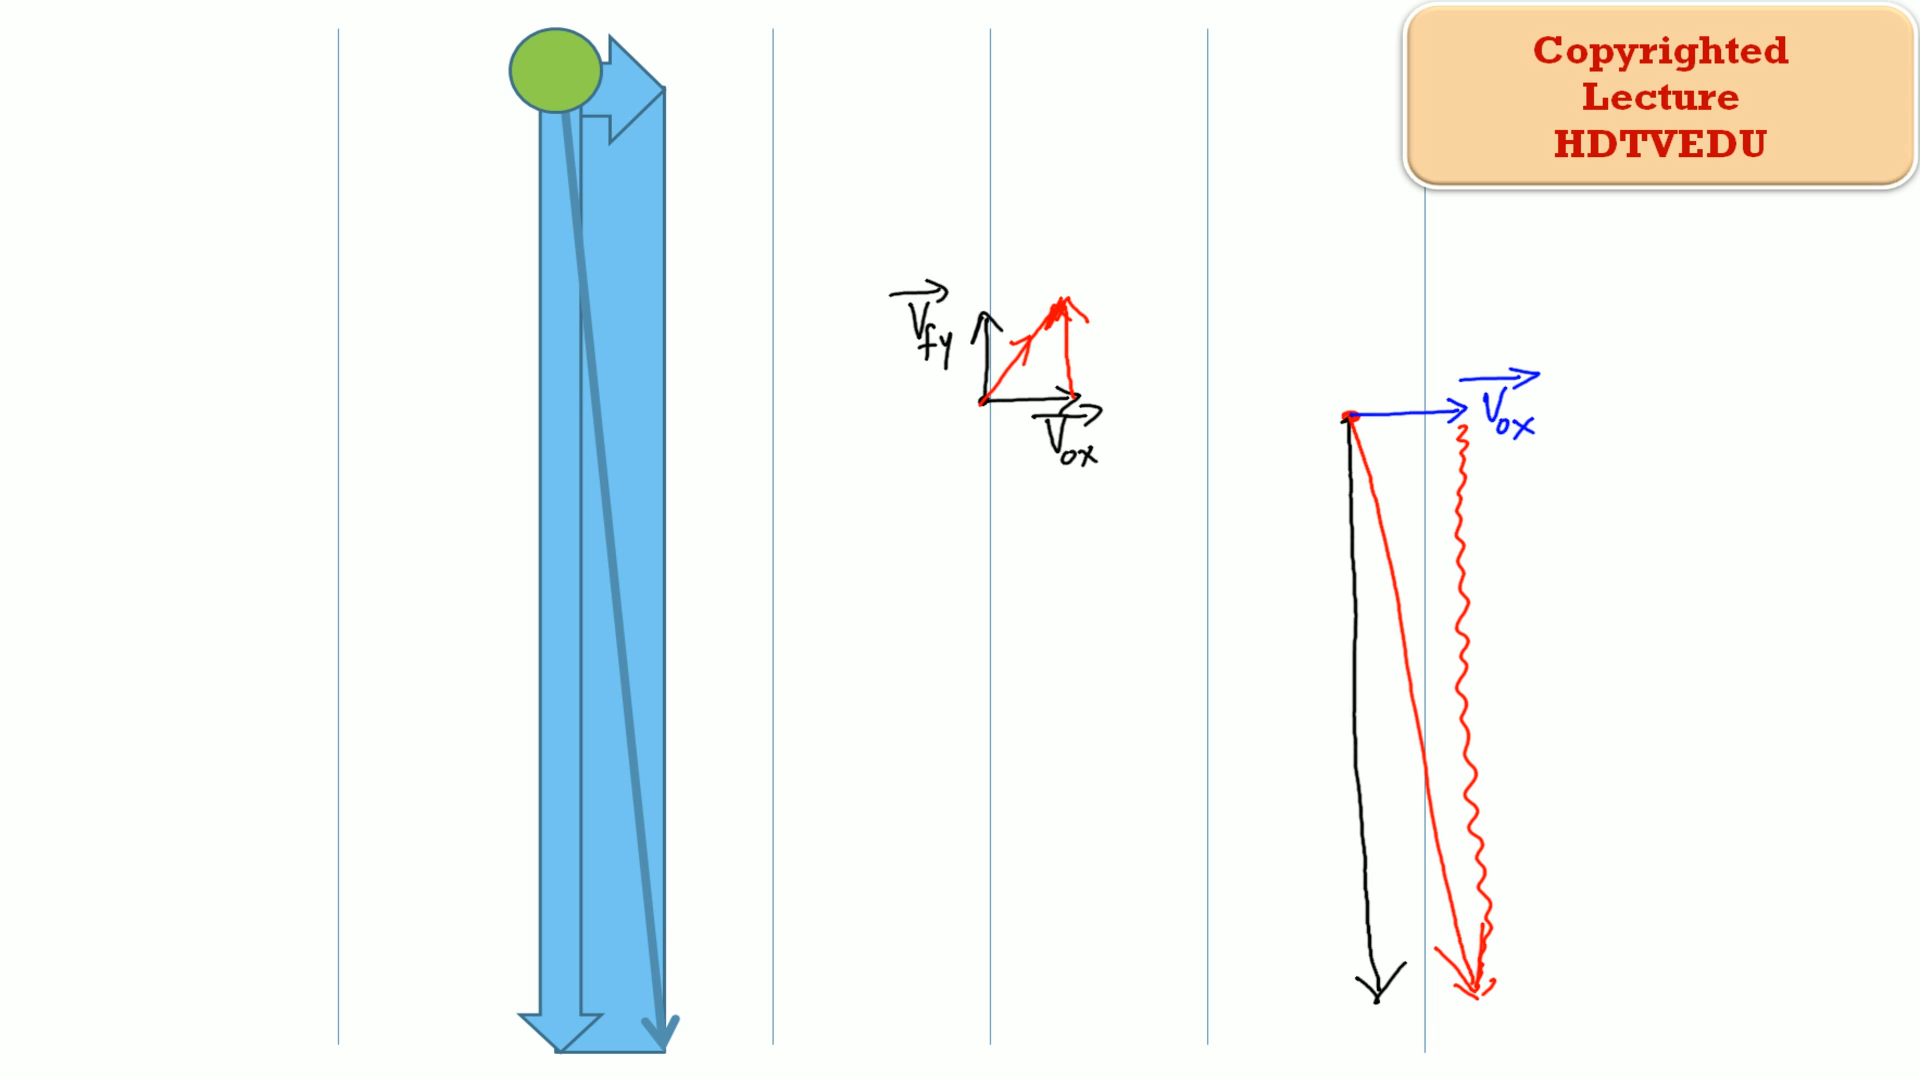 Copyrighted
Lecture
HDTVEDU
V fy
V ox
V ox